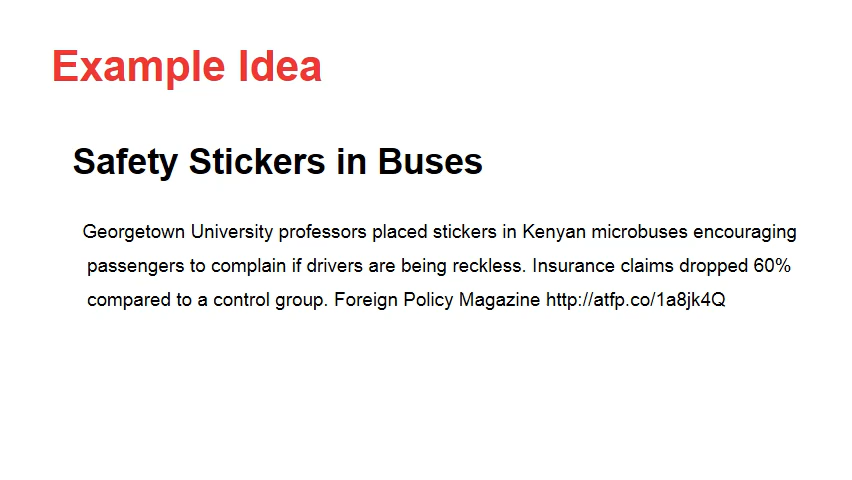 Example Idea
Safety Stickers in Buses
Georgetown University professors placed stickers in Kenyan microbuses encouraging
passengers to complain if drivers are being reckless. Insurance claims dropped 60%
compared to a control group. Foreign Policy Magazine http://atfp.co/1a8jk4Q